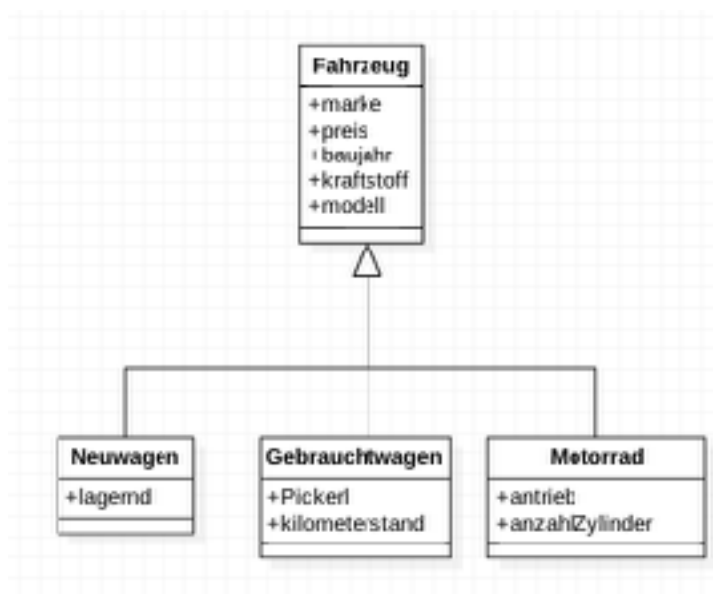 Fahrzeug
+marke
+preis
+baujahr
+kraftstoff
+modell
Neuwagen
+lagernd
Gebrauchtwagen
+Pickerl
+kilometerstand
Motorrad
+antrieb
+anzahlZylinder